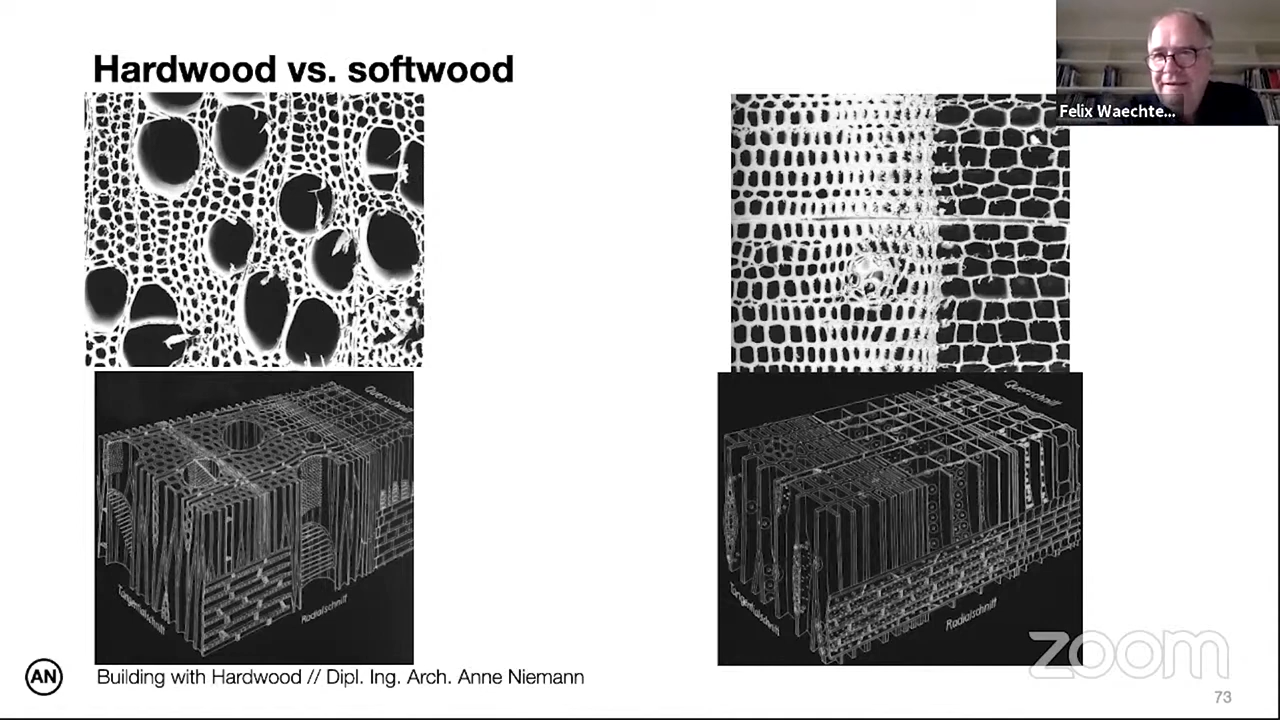 Hardwood vs. softwood
Felix Waechte...
Querschnitt
Querschnitt
Tangentialschnitt
Radialschnitt
Tangentialschnitt
Radialschnitt
zoom
AN
Building with Hardwood // Dipl. Ing. Arch. Anne Niemann
73